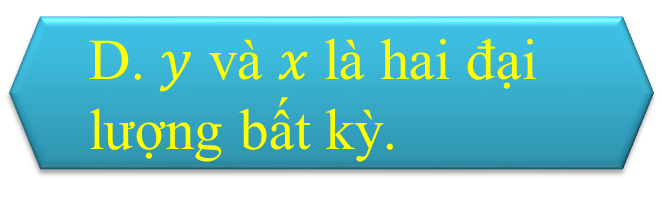 D. 𝑦 và 𝑥 là hai đại
lượng bất kỳ.